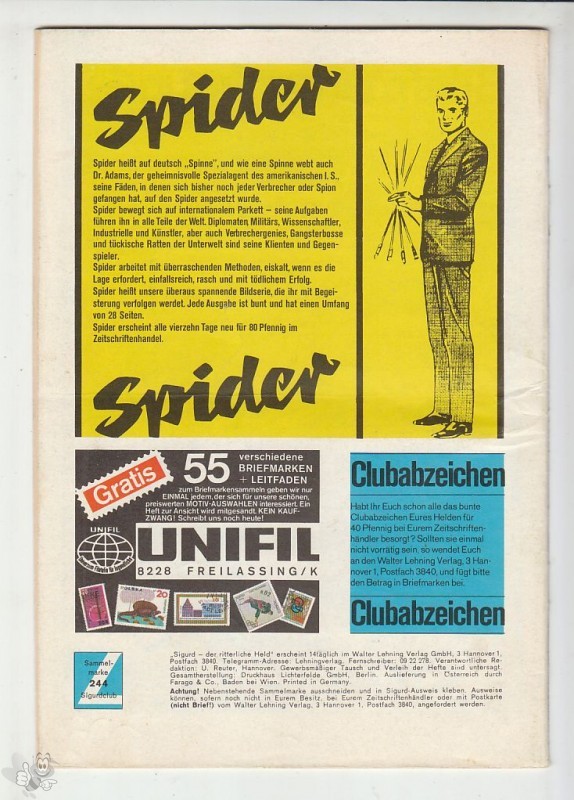 Spider
Spider heißt auf deutsch „Spinne", und wie eine Spinne webt auch
Dr. Adams, der geheimnisvolle Spezialagent des amerikanischen I. S.,
seine Fäden, in denen sich bisher noch jeder Verbrecher oder Spion
gefangen hat, auf den Spider angesetzt wurde.
Spider bewegt sich auf internationalem Parkett – seine Aufgaben
führen ihn in alle Teile der Welt. Diplomaten, Militärs, Wissenschaftler,
Industrielle und Künstler, aber auch Verbrechergenies, Gangsterbosse
und tückische Ratten der Unterwelt sind seine Klienten und Gegen-
spieler.
Spider arbeitet mit überraschenden Methoden, eiskalt, wenn es die
Lage erfordert, einfallsreich, rasch und mit tödlichem Erfolg.
Spider heißt unsere überaus spannende Bildserie, die ihr mit Begei-
sterung verfolgen werdet. Jede Ausgabe ist bunt und hat einen Umfang
von 28 Seiten.
Spider erscheint alle vierzehn Tage neu für 80 Pfennig im
Zeitschriftenhandel.
Spider
Gratis
55 verschiedene
BRIEFMARKEN
+ LEITFADEN
zum Briefmarkensammeln geben wir nur
EINMAL jedem, der sich für unsere schönen,
preiswerten MOTIV-AUSWAHLEN interessiert. Ein
Heft zur Ansicht wird mitgesandt. KEIN KAUF-
ZWANG! Schreibt uns noch heute!
UNIFIL
UNIFIL
8228 FREILASSING/K
20
Clubabzeichen
Habt Ihr Euch schon alle das bunte
Clubabzeichen Eures Helden für
40 Pfennig bei Eurem Zeitschriften-
händler besorgt? Sollten sie einmal
nicht vorrätig sein, so wendet Euch
an den Walter Lehning Verlag, 3 Han-
nover 1, Postfach 3840, und fügt bitte
den Betrag in Briefmarken bei.
Clubabzeichen
Sammel-
marke
244
Sigurdclub
„Sigurd – der ritterliche Held" erscheint 14täglich im Walter Lehning Verlag GmbH, 3 Hannover 1,
Postfach 3840. Telegramm-Adresse: Lehningverlag. Fernschreiber: 09 22 278. Verantwortliche Re-
daktion: U. Reuter, Hannover. Gewerbsmäßiger Tausch und Verleih der Hefte sind untersagt.
Gesamtherstellung: Druckhaus Lichterfelde GmbH, Berlin. Auslieferung in Österreich durch
Farago & Co., Baden bei Wien. Printed in Germany.
Achtung! Nebenstehende Sammelmarke ausschneiden und in Sigurd-Ausweis kleben. Ausweise
können, sofern noch nicht in Eurem Besitz, bei Eurem Zeitschriftenhändler oder mit Postkarte
(nicht Brief!) vom Walter Lehning Verlag, 3 Hannover 1, Postfach 3840, angefordert werden.